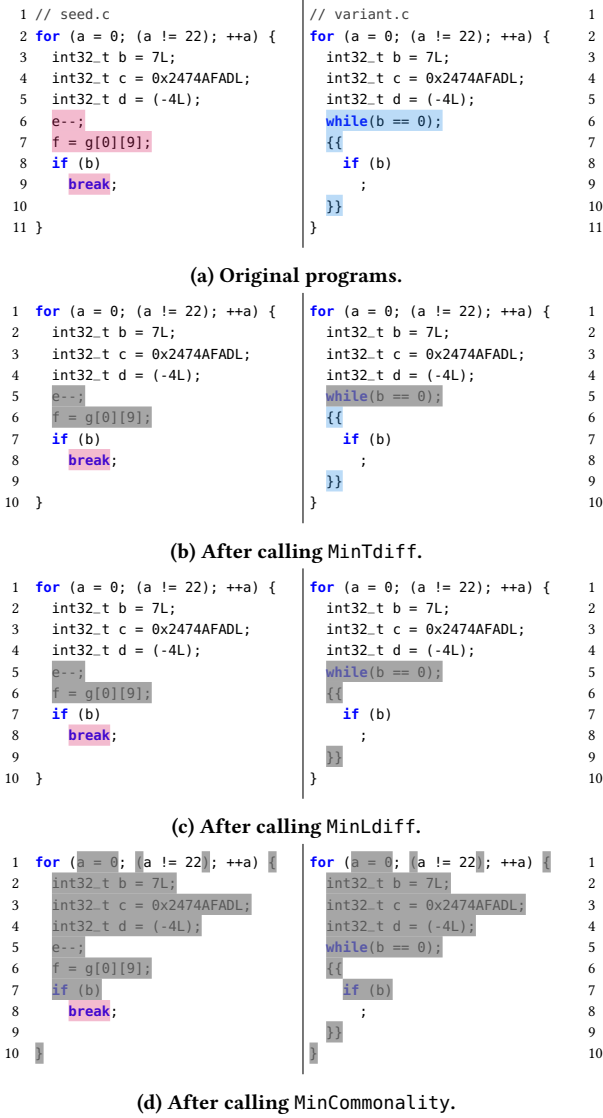 1 // seed.c // variant.c 1
2 for (a = 0; (a != 22); ++a) { for (a = 0; (a != 22); ++a) { 2
3 int32_t b = 7L; int32_t b = 7L; 3
4 int32_t c = 0x2474AFADL; int32_t c = 0x2474AFADL; 4
5 int32_t d = (-4L); int32_t d = (-4L); 5
6 e--; while(b == 0); 6
7 f = g[0][9]; {{ 7
8 if (b) if (b) 8
9 break; ; 9
10 }} 10
11 } } 11
(a) Original programs.
1 for (a = 0; (a != 22); ++a) { for (a = 0; (a != 22); ++a) { 1
2 int32_t b = 7L; int32_t b = 7L; 2
3 int32_t c = 0x2474AFADL; int32_t c = 0x2474AFADL; 3
4 int32_t d = (-4L); int32_t d = (-4L); 4
5 e--; while(b == 0); 5
6 f = g[0][9]; {{ 6
7 if (b) if (b) 7
8 break; ; 8
9 }} 9
10 } } 10
(b) After calling MinTdiff.
1 for (a = 0; (a != 22); ++a) { for (a = 0; (a != 22); ++a) { 1
2 int32_t b = 7L; int32_t b = 7L; 2
3 int32_t c = 0x2474AFADL; int32_t c = 0x2474AFADL; 3
4 int32_t d = (-4L); int32_t d = (-4L); 4
5 e--; while(b == 0); 5
6 f = g[0][9]; {{ 6
7 if (b) if (b) 7
8 break; ; 8
9 }} 9
10 } } 10
(c) After calling MinLdiff.
1 for (a = 0; (a != 22); ++a) { for (a = 0; (a != 22); ++a) { 1
2 int32_t b = 7L; int32_t b = 7L; 2
3 int32_t c = 0x2474AFADL; int32_t c = 0x2474AFADL; 3
4 int32_t d = (-4L); int32_t d = (-4L); 4
5 e--; while(b == 0); 5
6 f = g[0][9]; {{ 6
7 if (b) if (b) 7
8 break; ; 8
9 }} 9
10 } } 10
(d) After calling MinCommonality.